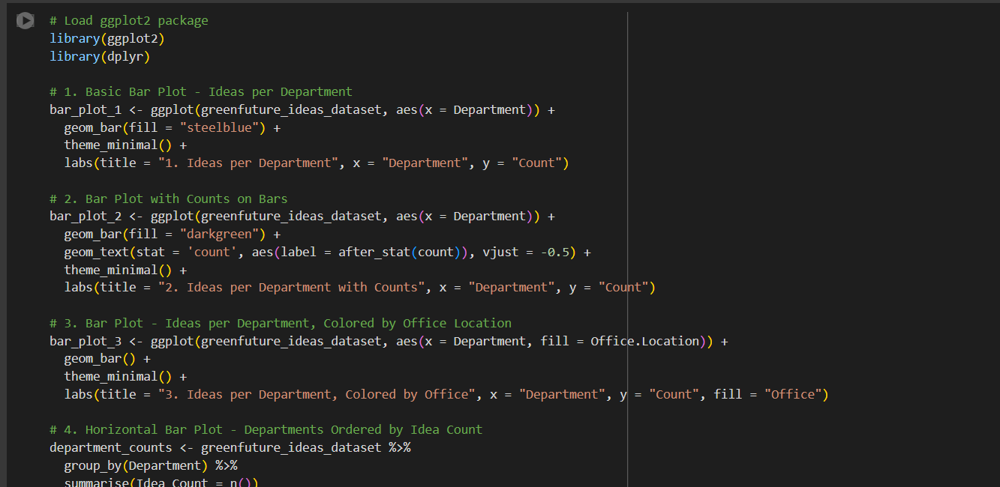 # Load ggplot2 package
library(ggplot2)
library(dplyr)
# 1. Basic Bar Plot - Ideas per Department
bar_plot_1 <- ggplot(greenfuture_ideas_dataset, aes(x = Department)) +
  geom_bar(fill = "steelblue") +
  theme_minimal() +
  labs(title = "1. Ideas per Department", x = "Department", y = "Count")
# 2. Bar Plot with Counts on Bars
bar_plot_2 <- ggplot(greenfuture_ideas_dataset, aes(x = Department)) +
  geom_bar(fill = "darkgreen") +
  geom_text(stat = 'count', aes(label = after_stat(count)), vjust = -0.5) +
  theme_minimal() +
  labs(title = "2. Ideas per Department with Counts", x = "Department", y = "Count")
# 3. Bar Plot - Ideas per Department, Colored by Office Location
bar_plot_3 <- ggplot(greenfuture_ideas_dataset, aes(x = Department, fill = Office.Location)) +
  geom_bar() +
  theme_minimal() +
  labs(title = "3. Ideas per Department, Colored by Office", x = "Department", y = "Count", fill = "Office")
# 4. Horizontal Bar Plot - Departments Ordered by Idea Count
department_counts <- greenfuture_ideas_dataset %>%
  group_by(Department) %>%
  summarise(Idea_Count = n())